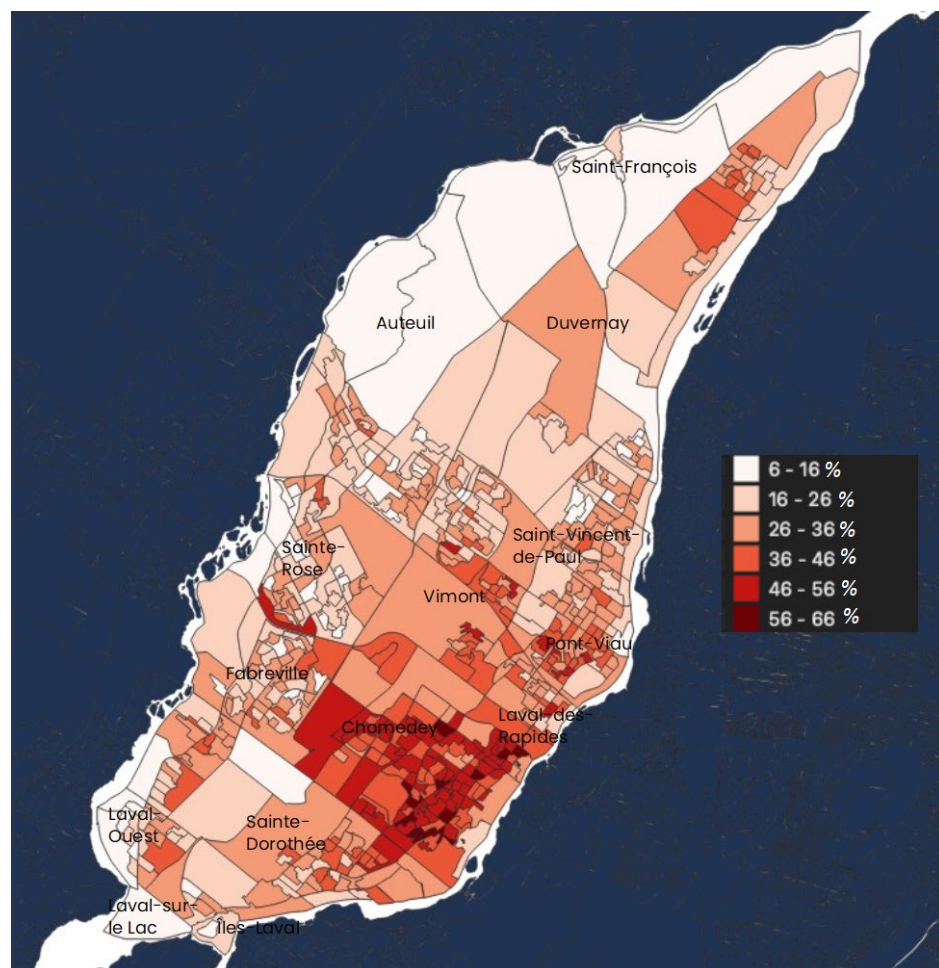 Saint-François
Auteuil
Duvernay
6 - 16 %
16 - 26 %
26 - 36 %
36 - 46 %
46 - 56 %
56 - 66 %
Saint-Vincent-
de-Paul
Sainte-
Rose
Vimont
Pont-Viau
Fabreville
Laval-des-
Rapides
Chomedey
Laval-
Ouest
Sainte-
Dorothée
Laval-sur-
le Lac
Îles-Laval